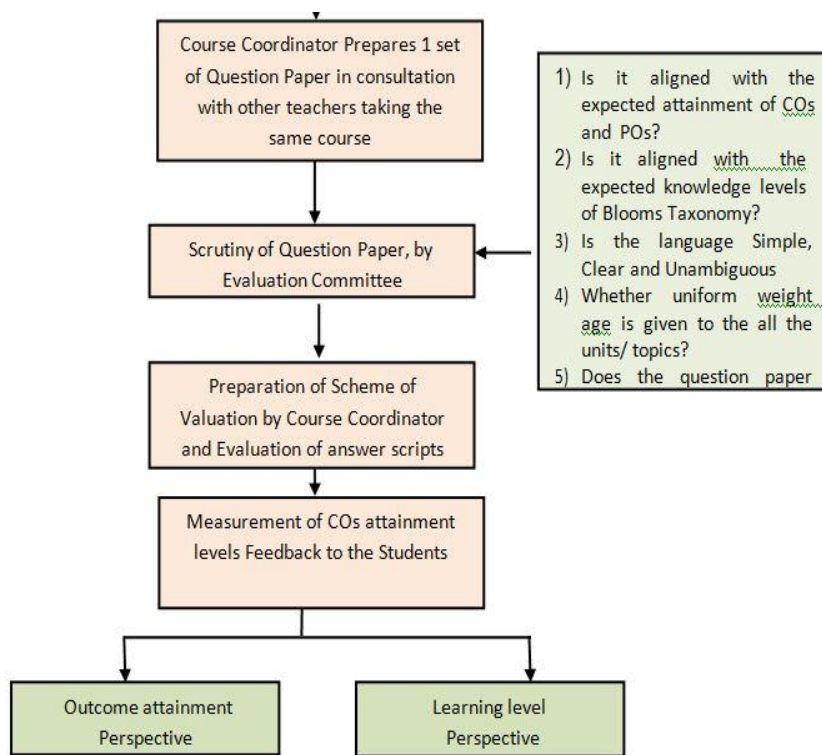 Course Coordinator Prepares 1 set
of Question Paper in consultation
with other teachers taking the
same course
1) Is it aligned with the
expected attainment of COs
and POs?
2) Is it aligned with the
expected knowledge levels
of Blooms Taxonomy?
3) Is the language Simple,
Clear and Unambiguous
4) Whether uniform weight
age is given to the all the
units/ topics?
5) Does the question paper
Scrutiny of Question Paper, by
Evaluation Committee
Preparation of Scheme of
Valuation by Course Coordinator
and Evaluation of answer scripts
Measurement of COs attainment
levels Feedback to the Students
Outcome attainment
Perspective
Learning level
Perspective